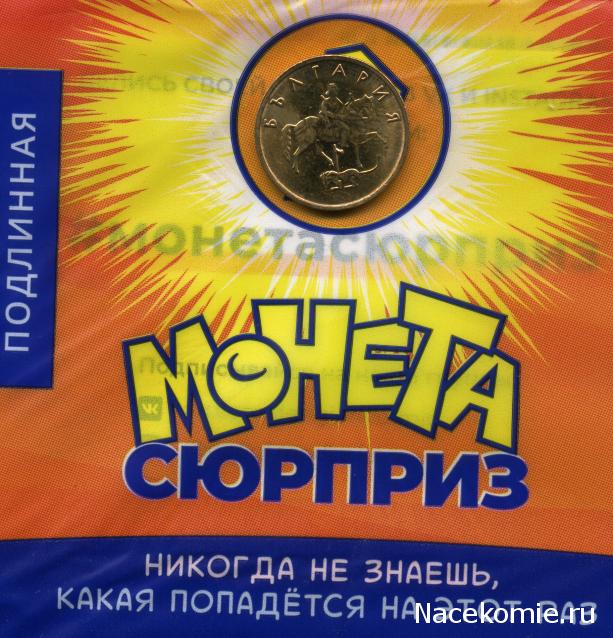 БЪЛГАРИЯ
ПОДЛИННАЯ
#монетасюрприз
МОНЕТА
СЮРПРИЗ
НИКОГДА НЕ ЗНАЕШЬ,
КАКАЯ ПОПАДЁТСЯ НА ЭТОТ РАЗ
Nacekomie.ru